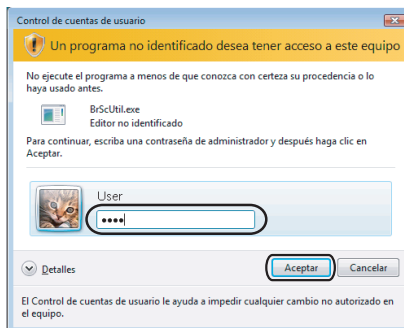 Control de cuentas de usuario
Un programa no identificado desea tener acceso a este equipo
No ejecute el programa a menos de que conozca con certeza su procedencia o lo
haya usado antes.
BrScUtil.exe
Editor no identificado
Para continuar, escriba una contraseña de administrador y después haga clic en
Aceptar.
User
••••
Detalles
Aceptar
Cancelar
El Control de cuentas de usuario le ayuda a impedir cualquier cambio no autorizado en
el equipo.